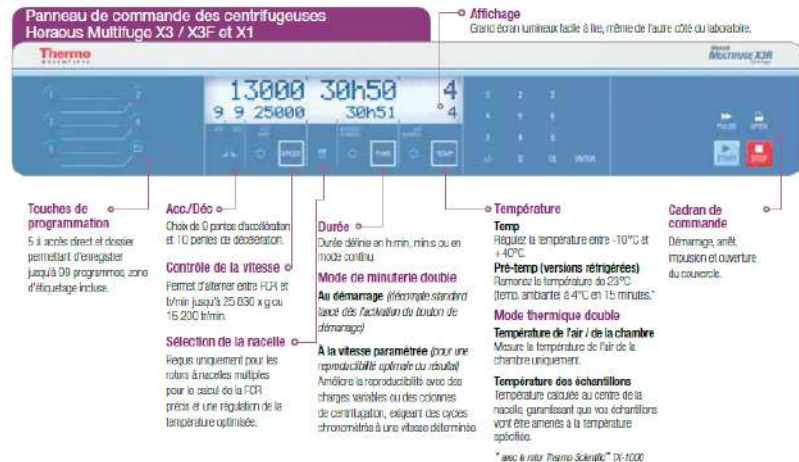 Panneau de commande des centrifugeuses
Heraeus Multifuge X3 / X3F et X1
Affichage
Grand écran lumineux facile à lire, même de l'autre côté du laboratoire.
Thermo
SCIENTIFIC
MULTIFUGE X3R
13000 30h50 4
9 9 25000 30h51 4
1 2 3
4 5 6
7 8 9
0
ENTER
SPEED
TIME
TEMP
PULSE
OPEN
START
STOP
Touches de
programmation
5 à accès direct et dossier
permettant d'enregistrer
jusqu'à 99 programmes, zone
d'étiquetage incluse.
Acc./Déc
Choix de 9 pentes d'accélération
et 10 pentes de décélération.
Contrôle de la vitesse
Permet d'alterner entre FCR et
tr/min jusqu'à 25 830 x g ou
15 200 tr/min.
Sélection de la nacelle
Requis uniquement pour les
rotors à nacelles multiples
pour le calcul de la FCR
précis et une régulation de la
température optimisée.
Durée
Durée définie en h:min, min:s ou en
mode continu.
Mode de minuterie double
Au démarrage (décompte standard
lancé dès l'activation du bouton de
démarrage)
À la vitesse paramétrée (pour une
reproductibilité optimale du résultat)
Améliore la reproductibilité avec des
charges variables ou des colonnes
de centrifugation, exigeant des cycles
chronométrés à une vitesse déterminée.
Température
Temp
Régulez la température entre -10°C et
+40°C.
Pré-temp (versions réfrigérées)
Ramenez la température de 23°C
(temp. ambiante) à 4°C en 15 minutes.*
Mode thermique double
Température de l'air / de la chambre
Mesure la température de l'air de la
chambre uniquement.
Température des échantillons
Température calculée au centre de la
nacelle, garantissant que vos échantillons
vont être amenés à la température
spécifiée.
* avec le rotor Thermo Scientific™ TX-1000
Cadran de
commande
Démarrage, arrêt,
impulsion et ouverture
du couvercle.